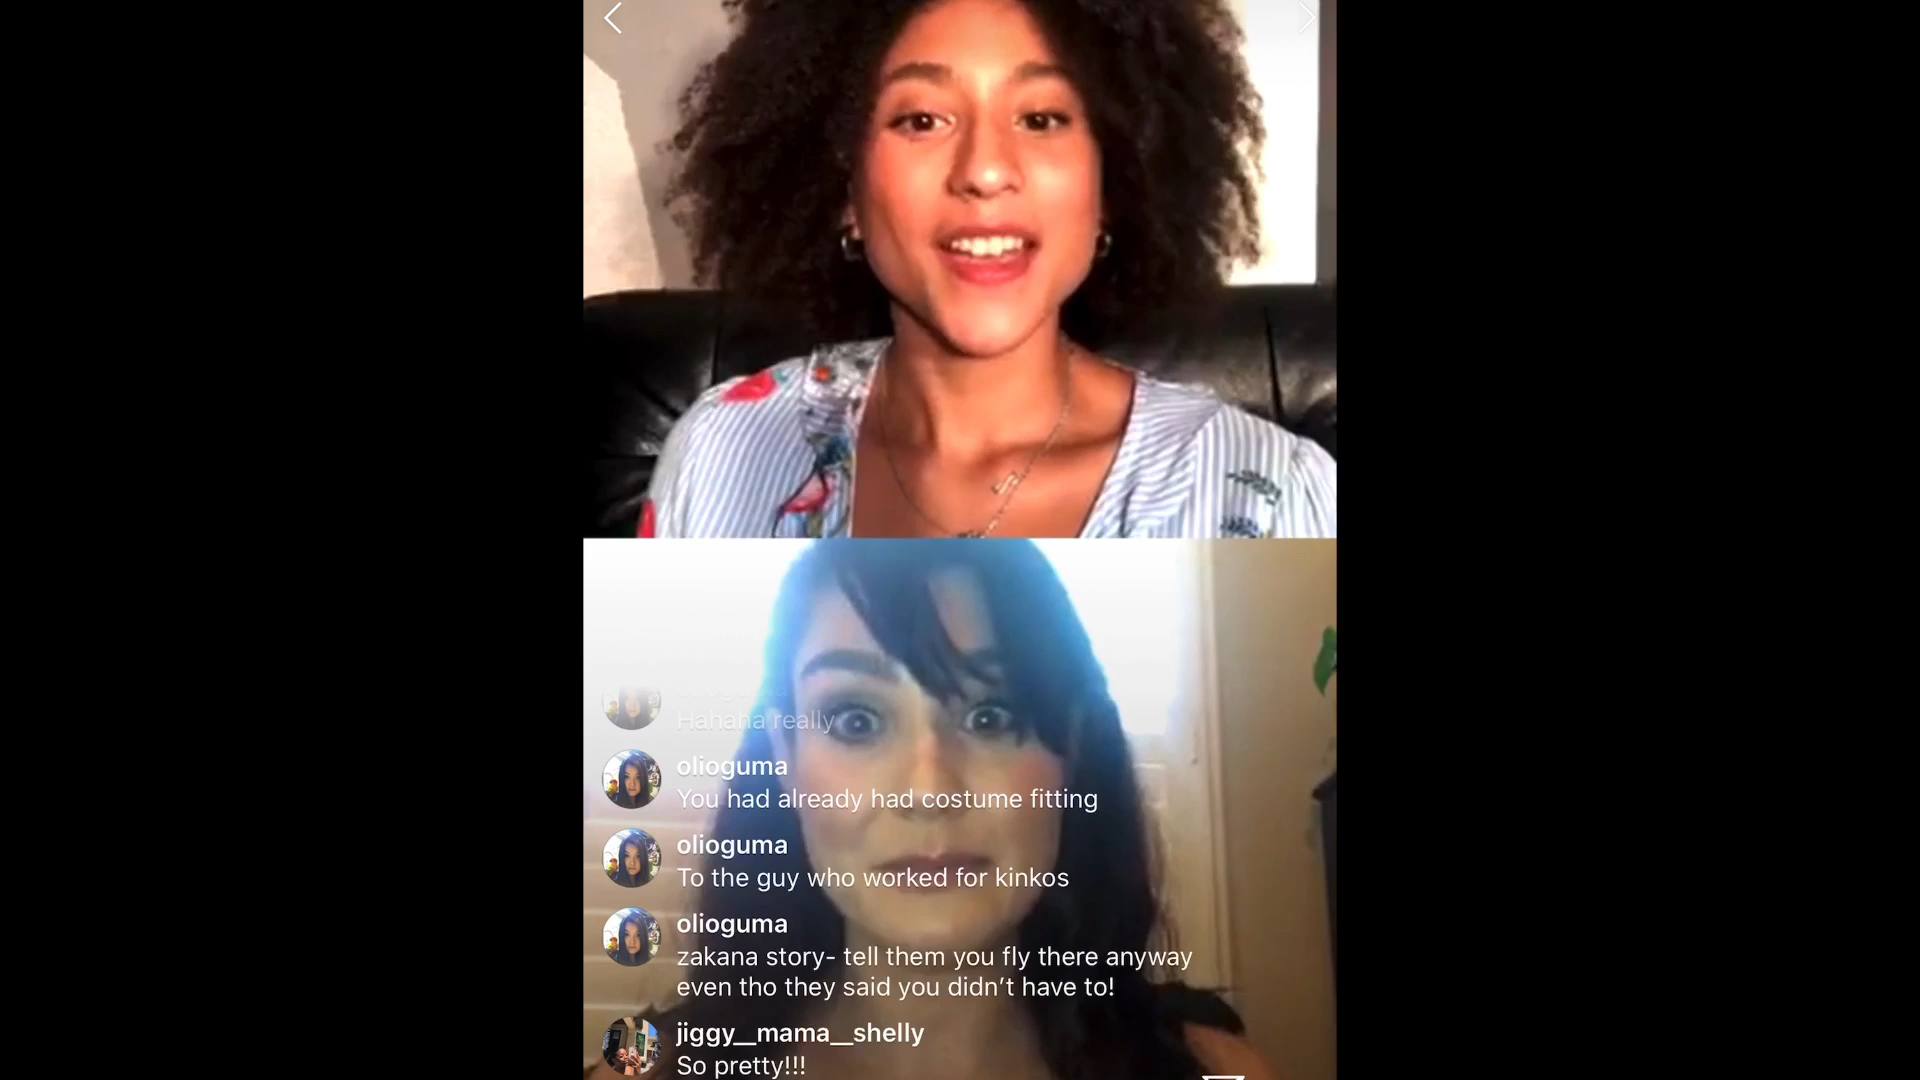 Hahaha really
olioguma
You had already had costume fitting
olioguma
To the guy who worked for kinkos
olioguma
zakana story- tell them you fly there anyway
even tho they said you didn’t have to!
jiggy__mama__shelly
So pretty!!!